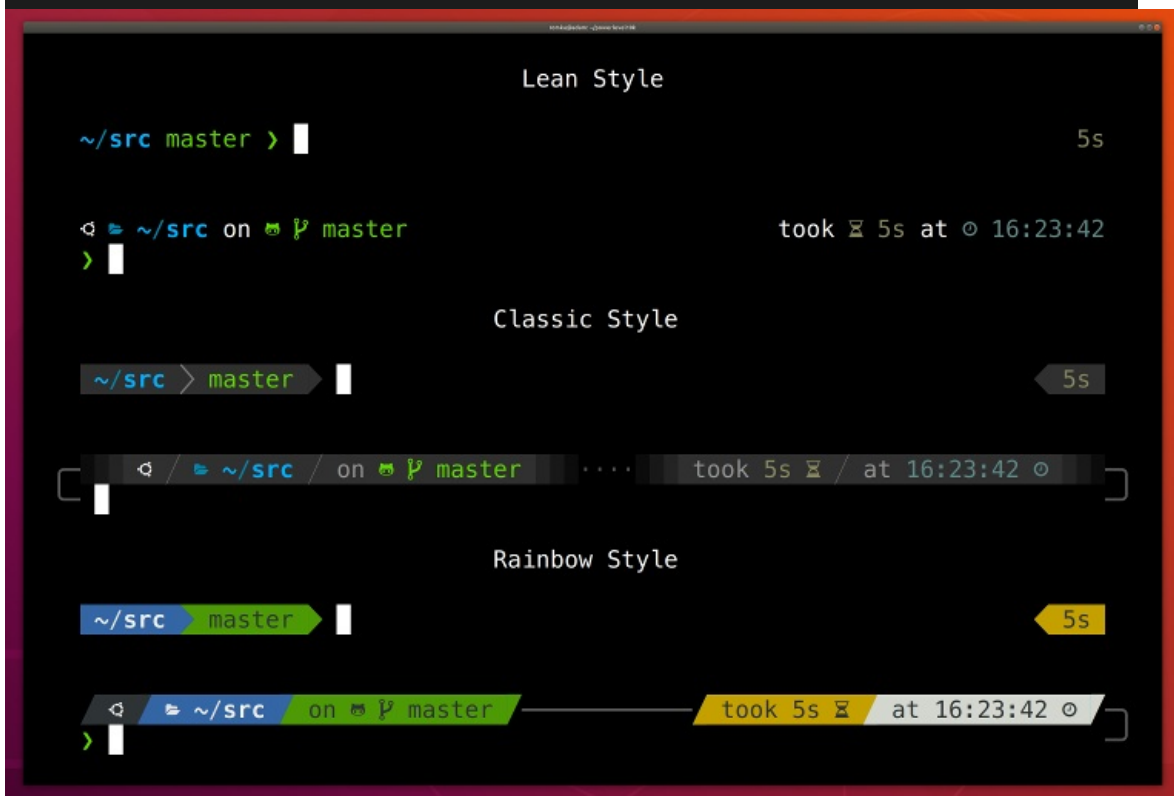 Lean Style
~/src master ❯ 5s
~/src on master took 5s at 16:23:42
❯
Classic Style
~/src master 5s
~/src on master ···· took 5s at 16:23:42
Rainbow Style
~/src master 5s
~/src on master took 5s at 16:23:42
❯